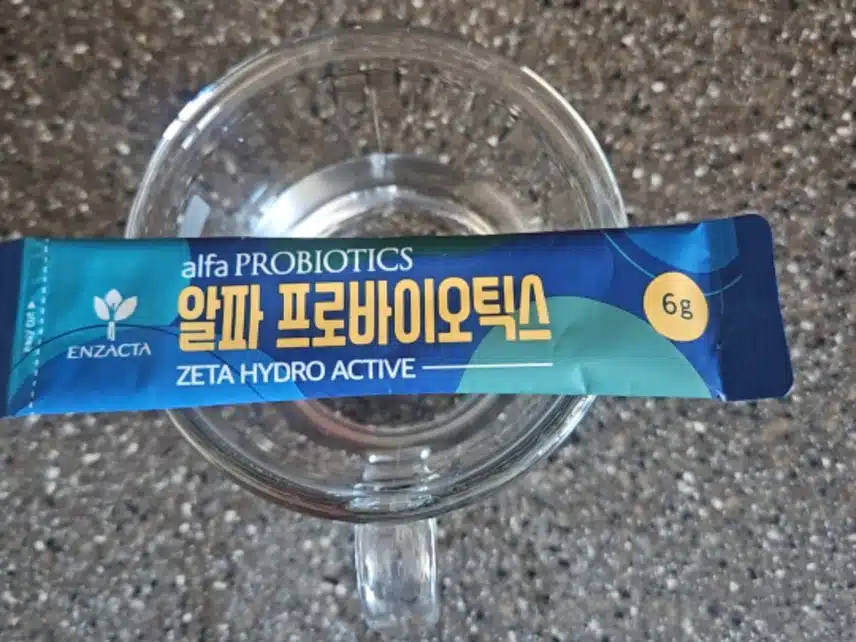 alfa PROBIOTICS
알파 프로바이오틱스
ZETA HYDRO ACTIVE
6g
ENZACTA